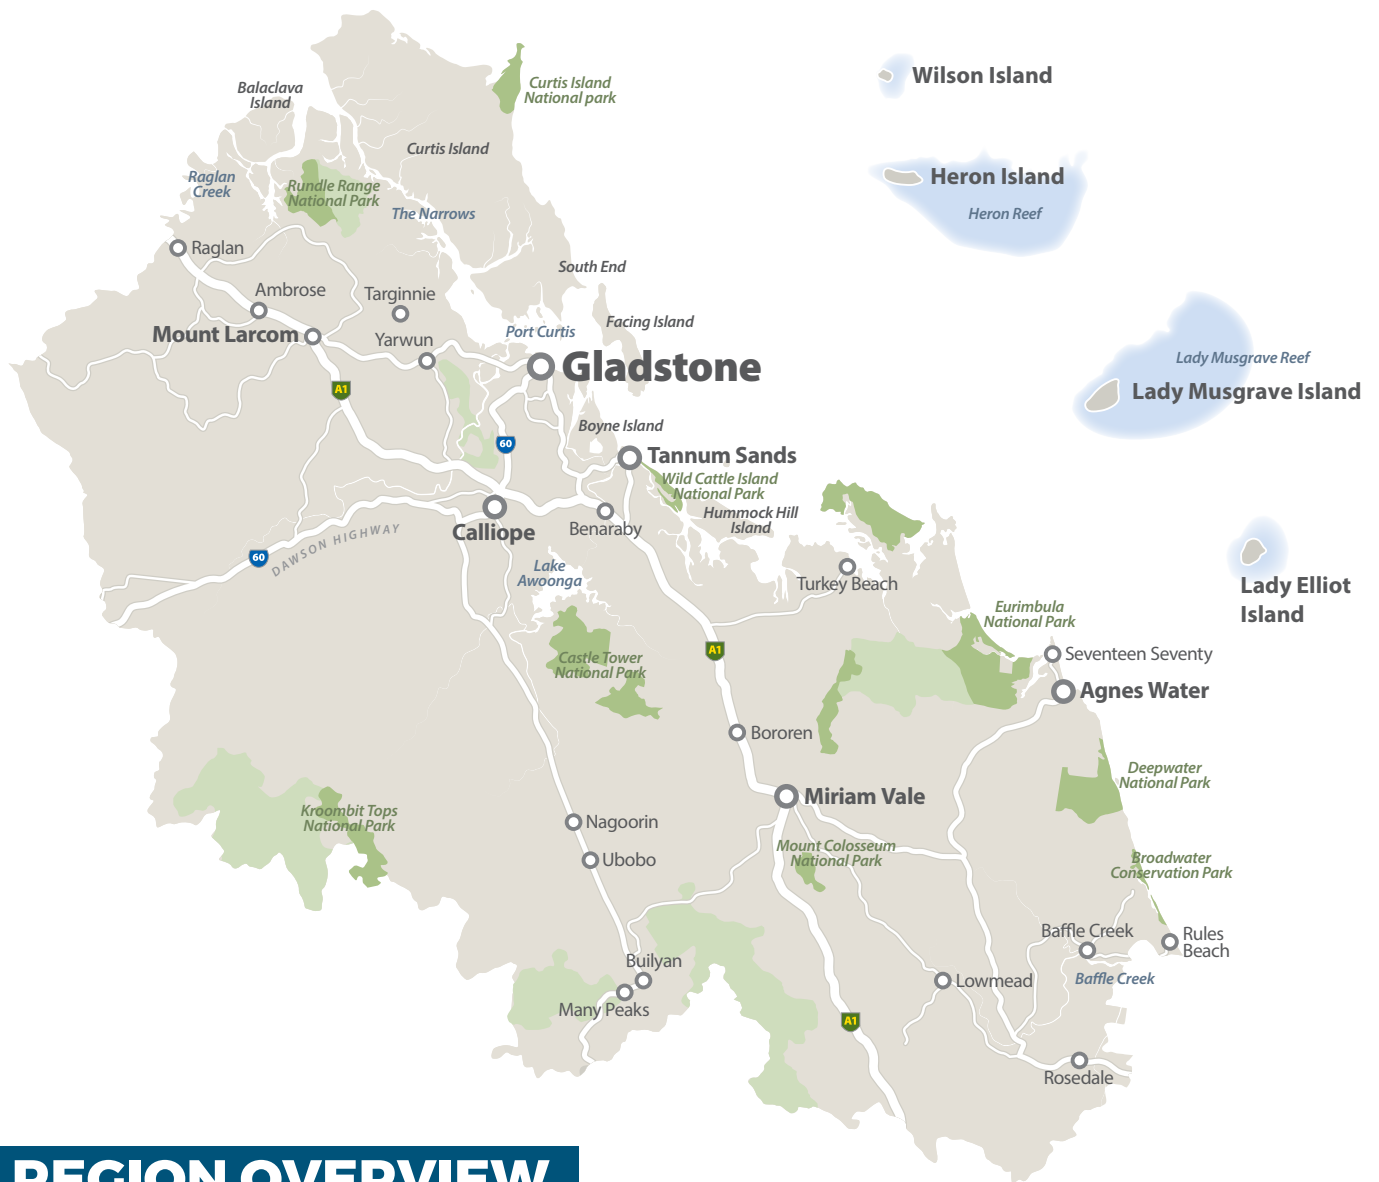 Wilson Island
Curtis Island
National park
Balaclava
Island
Curtis Island
Heron Island
Heron Reef
Raglan
Creek
Rundle Range
National Park
The Narrows
Raglan
South End
Ambrose
Targinnie
Facing Island
Port Curtis
Mount Larcom
Yarwun
Gladstone
Lady Musgrave Reef
Lady Musgrave Island
A1
Boyne Island
60
Tannum Sands
Wild Cattle Island
National Park
Hummock Hill
Island
Calliope
Benaraby
DAWSON HIGHWAY
60
Lake
Awoonga
Turkey Beach
Lady Elliot
Island
Eurimbula
National Park
Castle Tower
National Park
A1
Seventeen Seventy
Agnes Water
Bororen
Deepwater
National Park
Miriam Vale
Kroombit Tops
National Park
Nagoorin
Mount Colosseum
National Park
Ubobo
Broadwater
Conservation Park
Baffle Creek
Rules
Beach
Builyan
Baffle Creek
Lowmead
Many Peaks
A1
Rosedale
REGION OVERVIEW